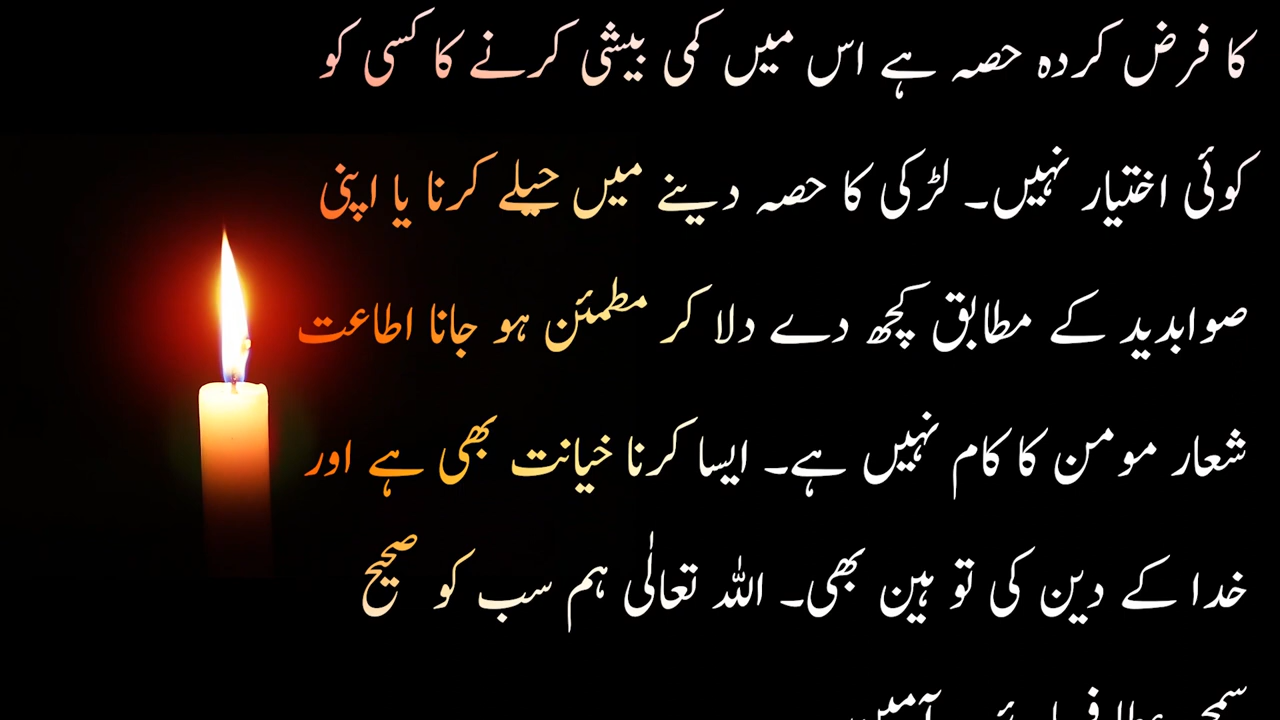 کا فرض کردہ حصہ ہے اس میں کمی بیشی کرنے کا کسی کو
کوئی اختیار نہیں۔ لڑکی کا حصہ دینے میں حیلے کرنا یا اپنی
صوابدید کے مطابق کچھ دے دلا کر مطمئن ہو جانا اطاعت
شعار مومن کا کام نہیں ہے۔ ایسا کرنا خیانت بھی ہے اور
خدا کے دین کی تو ہین بھی۔ اللہ تعالٰی ہم سب کو صحیح